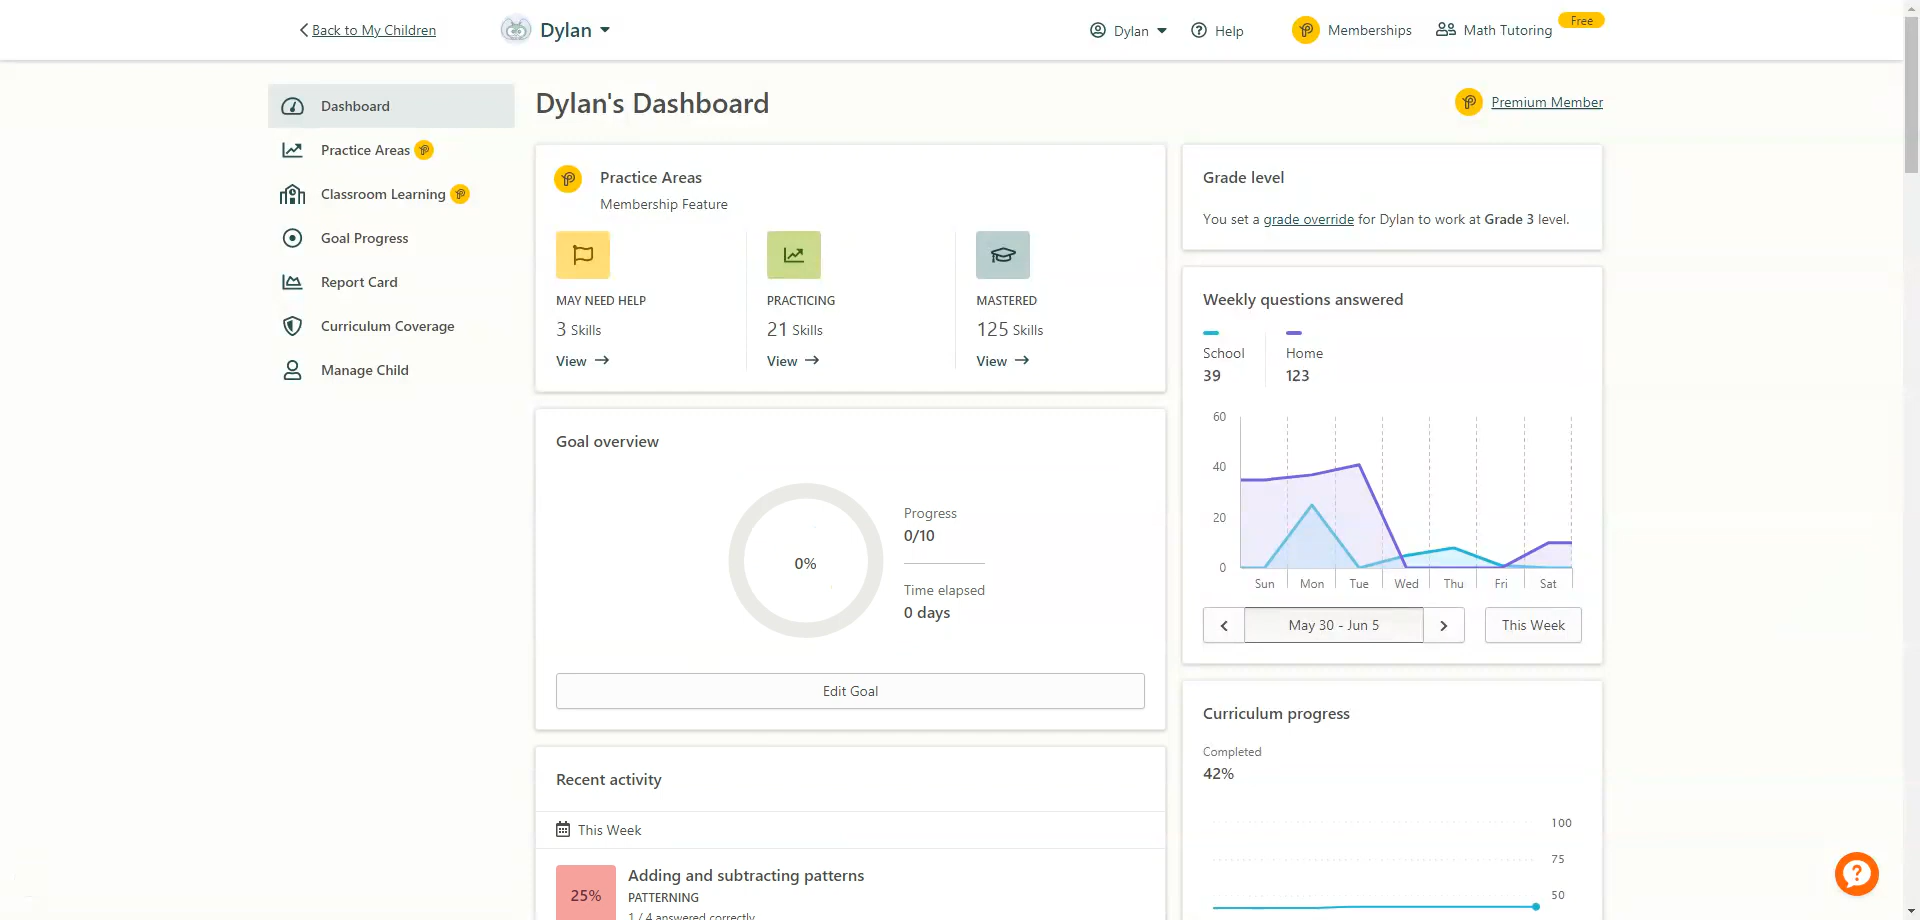 Back to My Children
Dylan
Dylan
Help
Memberships
Math Tutoring
Free
Dashboard
Practice Areas
Classroom Learning
Goal Progress
Report Card
Curriculum Coverage
Manage Child
Dylan's Dashboard
Premium Member
Practice Areas
Membership Feature
MAY NEED HELP
3 Skills
View
PRACTICING
21 Skills
View
MASTERED
125 Skills
View
Grade level
You set a grade override for Dylan to work at Grade 3 level.
Weekly questions answered
School
39
Home
123
60
40
20
0
Sun Mon Tue Wed Thu Fri Sat
May 30 - Jun 5
This Week
Goal overview
0%
Progress
0/10
Time elapsed
0 days
Edit Goal
Curriculum progress
Completed
42%
100
75
50
Recent activity
This Week
25%
Adding and subtracting patterns
PATTERNING
1 / 4 answered correctly